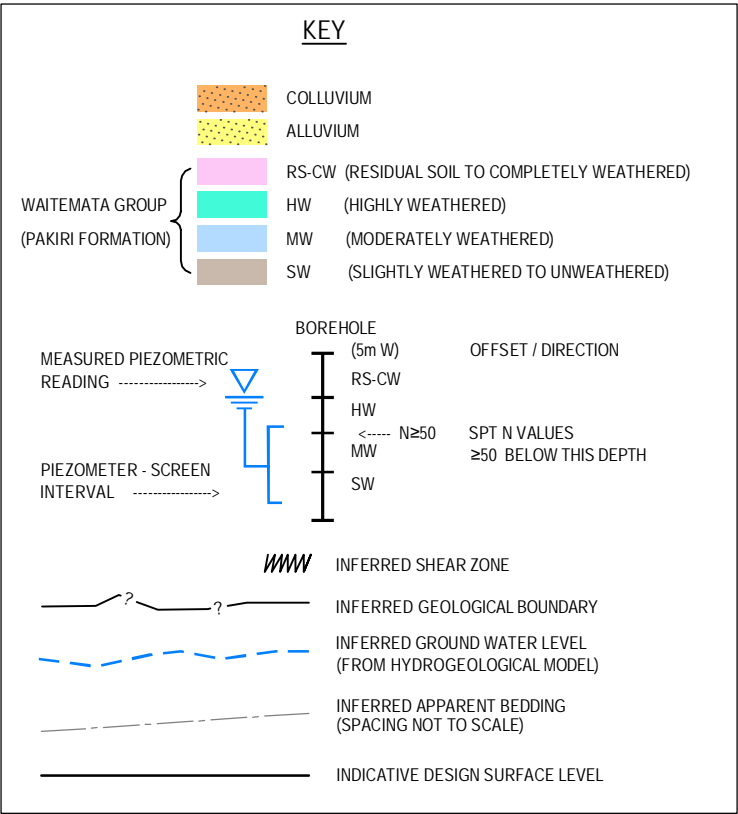 KEY
COLLUVIUM
ALLUVIUM
WAITEMATA GROUP
(PAKIRI FORMATION)
RS-CW (RESIDUAL SOIL TO COMPLETELY WEATHERED)
HW (HIGHLY WEATHERED)
MW (MODERATELY WEATHERED)
SW (SLIGHTLY WEATHERED TO UNWEATHERED)
MEASURED PIEZOMETRIC
READING ----------------->
PIEZOMETER - SCREEN
INTERVAL ----------------->
BOREHOLE
(5m W) OFFSET / DIRECTION
RS-CW
HW
<----- N≥50 SPT N VALUES
MW ≥50 BELOW THIS DEPTH
SW
INFERRED SHEAR ZONE
? ? INFERRED GEOLOGICAL BOUNDARY
INFERRED GROUND WATER LEVEL
(FROM HYDROGEOLOGICAL MODEL)
INFERRED APPARENT BEDDING
(SPACING NOT TO SCALE)
INDICATIVE DESIGN SURFACE LEVEL